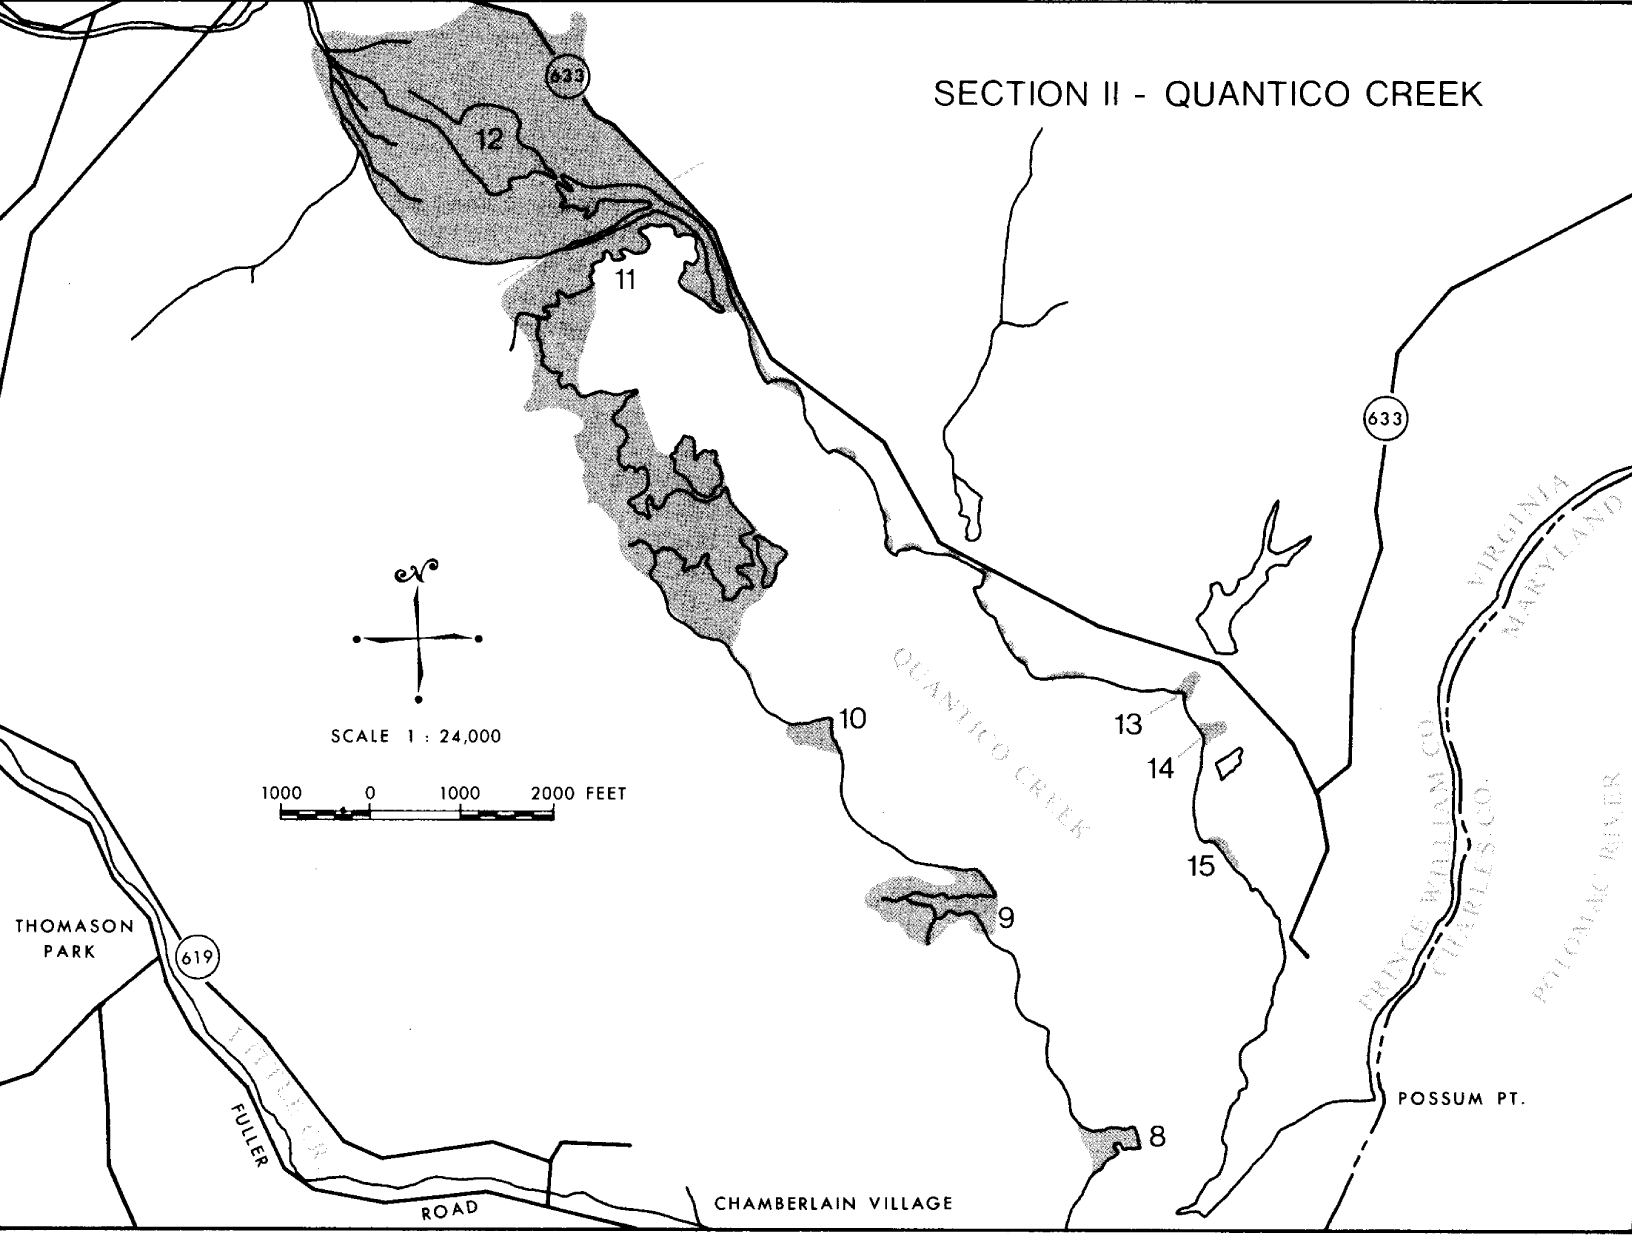 SECTION II - QUANTICO CREEK
633
12
11
633
VIRGINIA
MARYLAND
N
SCALE 1 : 24,000
1000 0 1000 2000 FEET
10
QUANTICO CREEK
13
14
15
9
8
THOMASON
PARK
619
LITTLE CR.
FULLER
ROAD
CHAMBERLAIN VILLAGE
PRINCE WILLIAM CO.
CHARLES CO.
POTOMAC RIVER
POSSUM PT.